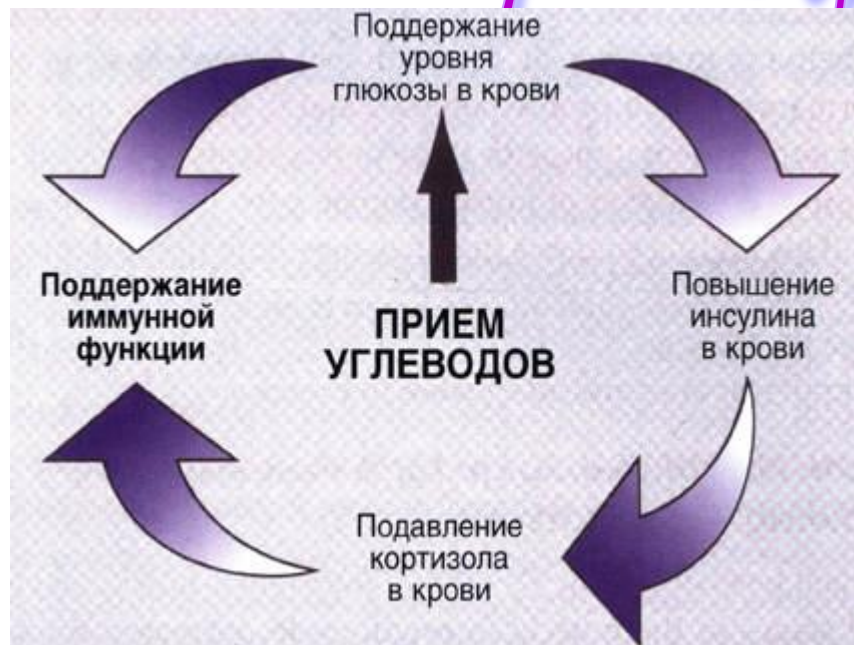 Поддержание
уровня
глюкозы в крови
Поддержание
иммунной
функции
ПРИЕМ
УГЛЕВОДОВ
Повышение
инсулина
в крови
Подавление
кортизола
в крови